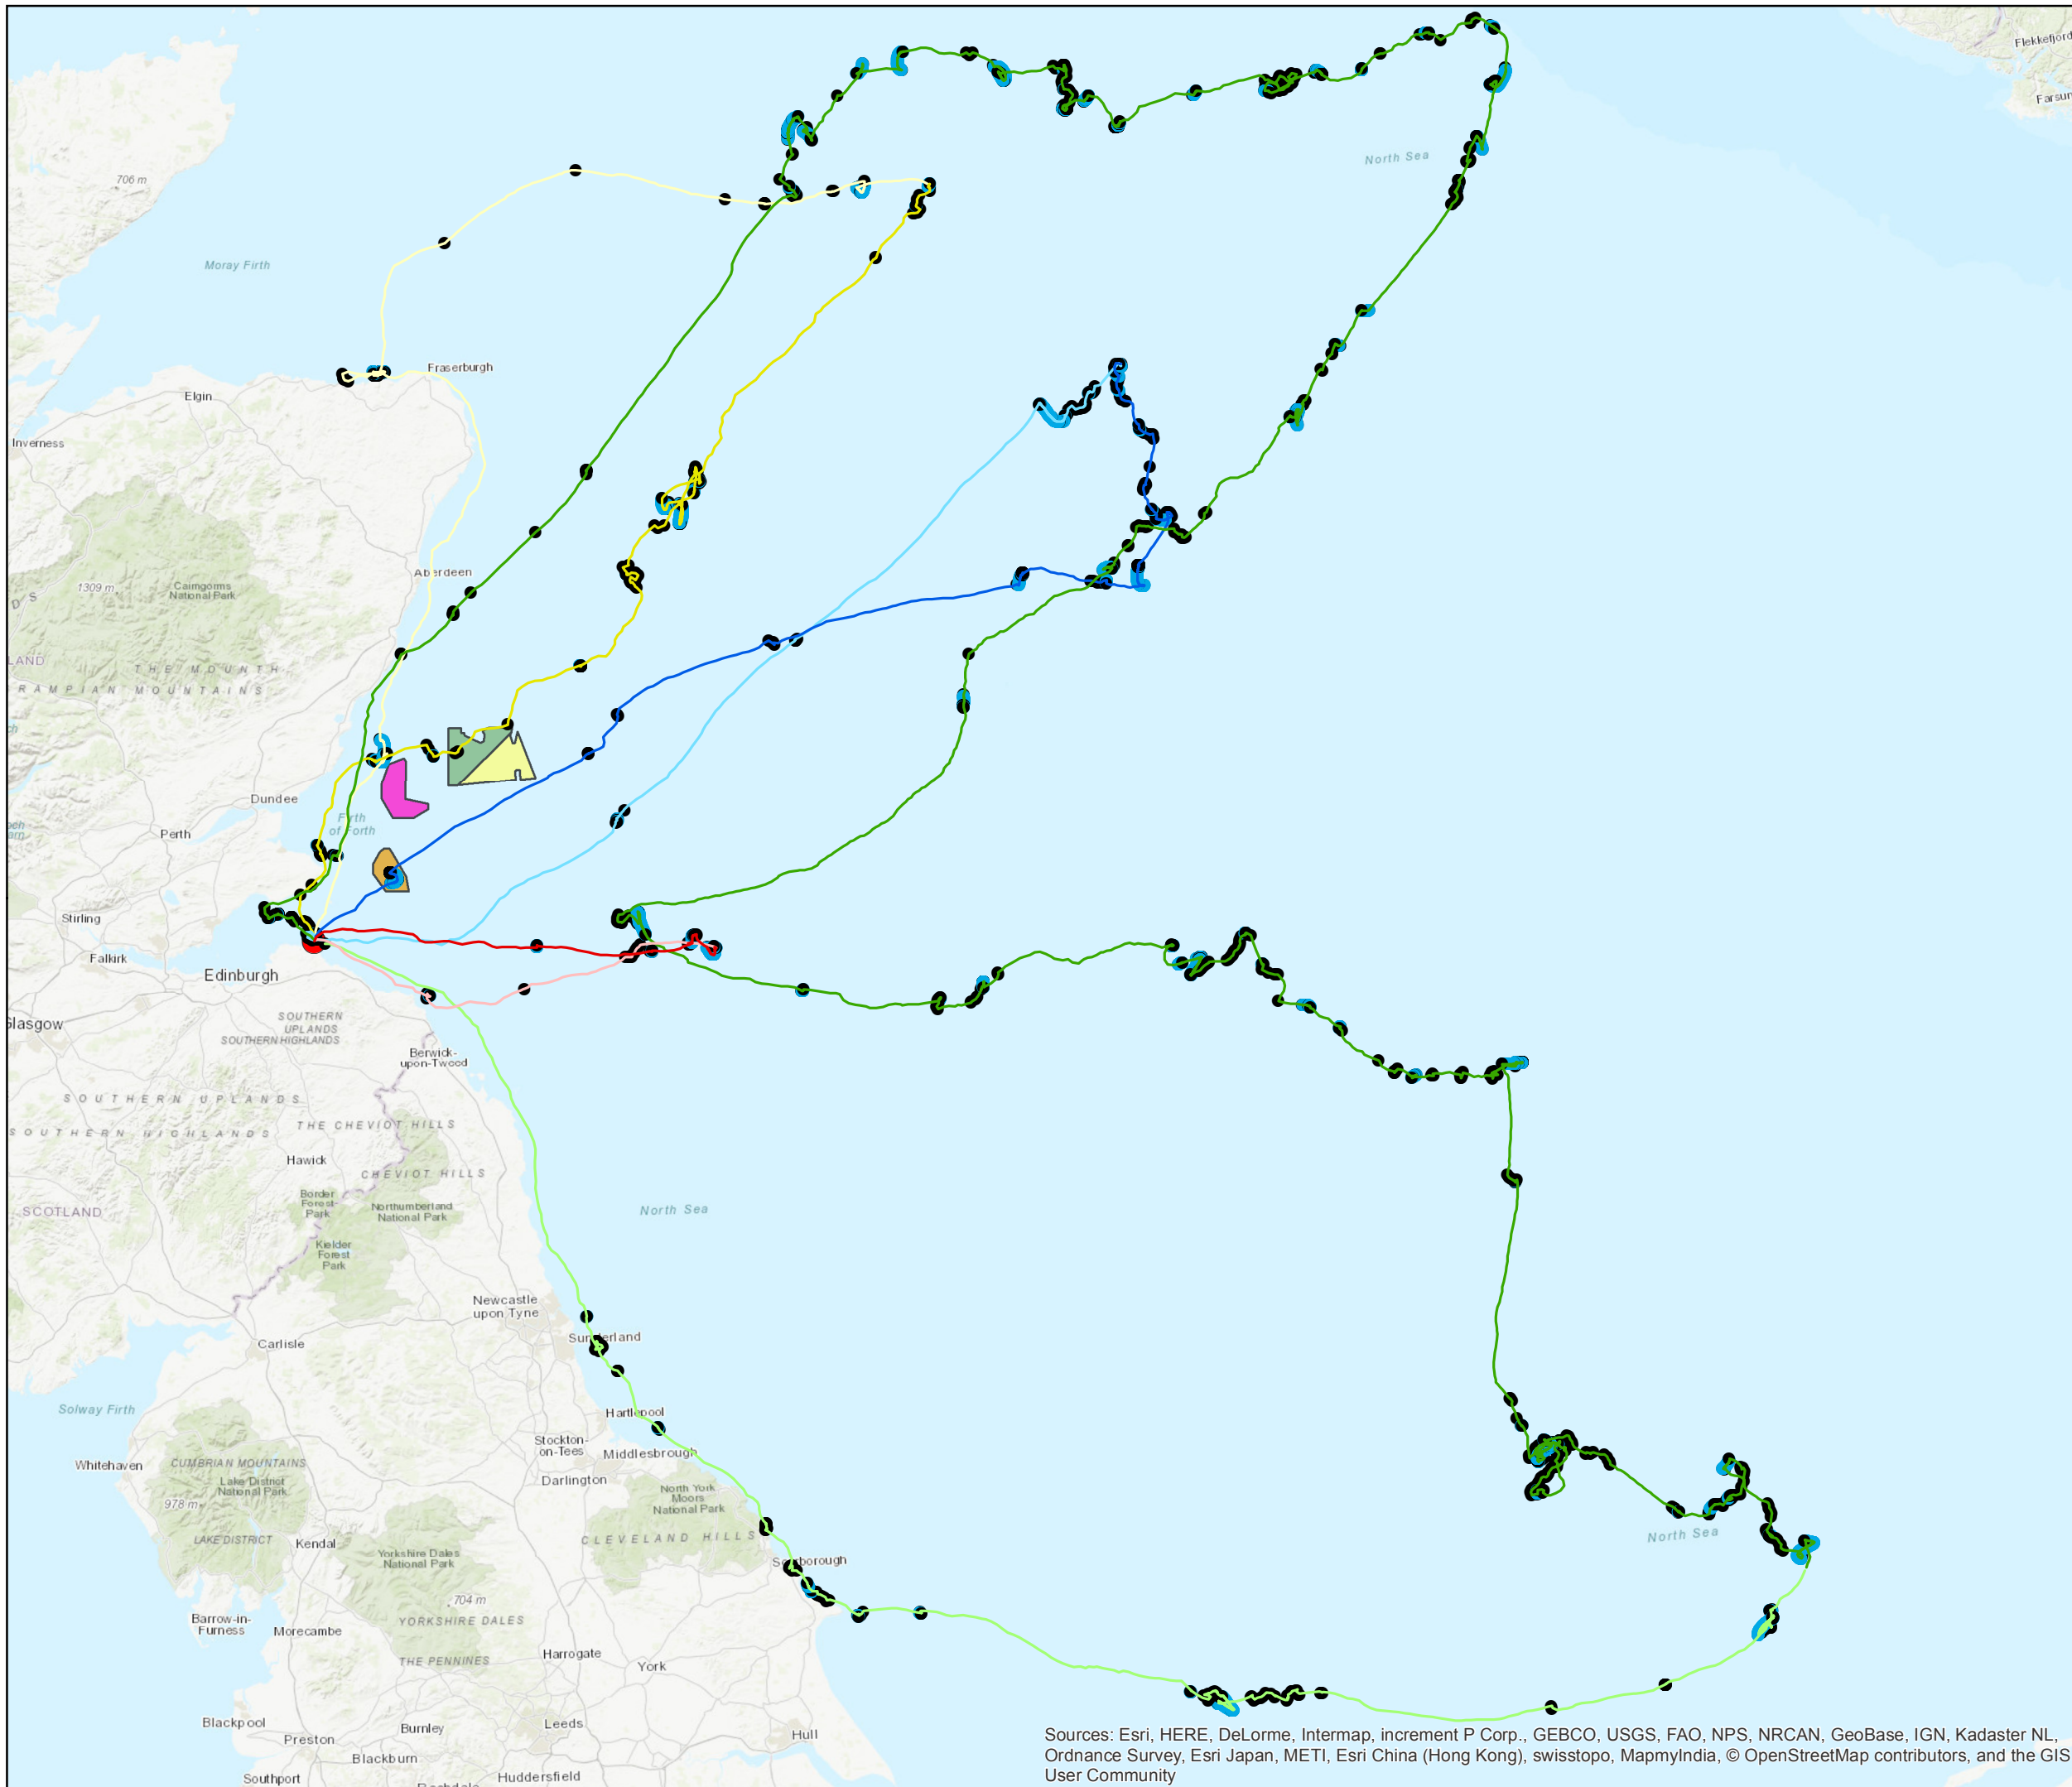 Flekkefjord
Farsun
North Sea
706 m
Moray Firth
Fraserburgh
Elgin
Inverness
Aberdeen
1309 m
Cairngorms
National Park
D S
LAND
THE MOUNTH
RAMPIAN MOUNTAINS
Dundee
Firth
of Forth
Perth
Stirling
Falkirk
Edinburgh
Glasgow
SOUTHERN
UPLANDS
SOUTHERN HIGHLANDS
Berwick-
upon-Tweed
SOUTHERN UPLANDS
THE CHEVIOT HILLS
SOUTHERN HIGHLANDS
Hawick
CHEVIOT HILLS
Border
Forest
Park
Northumberland
National Park
SCOTLAND
North Sea
Kielder
Forest
Park
Newcastle
upon Tyne
Sunderland
Carlisle
Solway Firth
Hartlepool
Stockton-
on-Tees
Middlesbrough
Whitehaven
CUMBRIAN MOUNTAINS
Lake District
National Park
Darlington
978 m
North York
Moors
National Park
LAKE DISTRICT
Kendal
CLEVELAND HILLS
North Sea
Yorkshire Dales
National Park
Scarborough
704 m
Barrow-in-
Furness
Morecambe
YORKSHIRE DALES
THE PENNINES
Harrogate
York
Blackpool
Preston
Burnley
Leeds
Hull
Blackburn
Southport
Huddersfield
Sources: Esri, HERE, DeLorme, Intermap, increment P Corp., GEBCO, USGS, FAO, NPS, NRCAN, GeoBase, IGN, Kadaster NL,
Ordnance Survey, Esri Japan, METI, Esri China (Hong Kong), swisstopo, MapmyIndia, © OpenStreetMap contributors, and the GIS
User Community